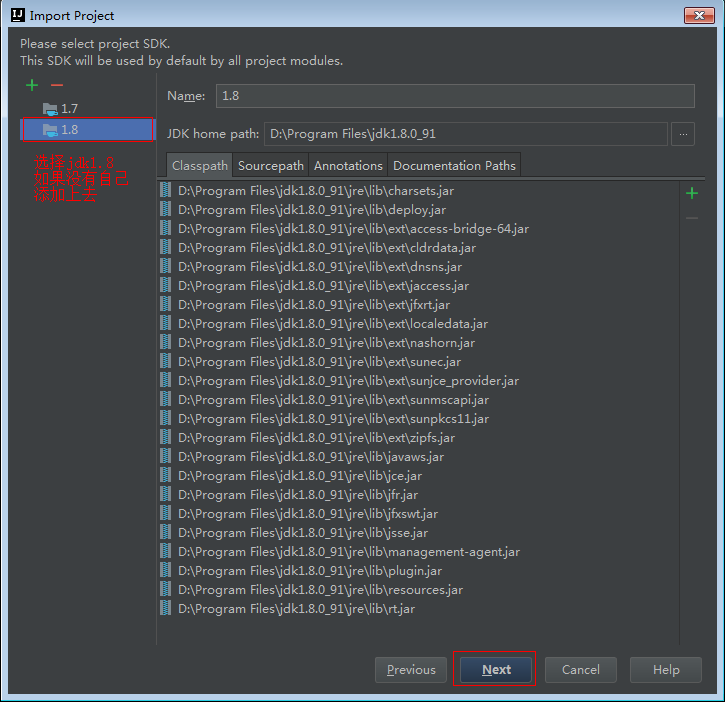 Import Project
Please select project SDK.
This SDK will be used by default by all project modules.
1.7
1.8
选择jdk1.8
如果没有自己
添加上去
Name: 1.8
JDK home path: D:\Program Files\jdk1.8.0_91 ...
Classpath Sourcepath Annotations Documentation Paths
D:\Program Files\jdk1.8.0_91\jre\lib\charsets.jar
D:\Program Files\jdk1.8.0_91\jre\lib\deploy.jar
D:\Program Files\jdk1.8.0_91\jre\lib\ext\access-bridge-64.jar
D:\Program Files\jdk1.8.0_91\jre\lib\ext\cldrdata.jar
D:\Program Files\jdk1.8.0_91\jre\lib\ext\dnsns.jar
D:\Program Files\jdk1.8.0_91\jre\lib\ext\jaccess.jar
D:\Program Files\jdk1.8.0_91\jre\lib\ext\jfxrt.jar
D:\Program Files\jdk1.8.0_91\jre\lib\ext\localedata.jar
D:\Program Files\jdk1.8.0_91\jre\lib\ext\nashorn.jar
D:\Program Files\jdk1.8.0_91\jre\lib\ext\sunec.jar
D:\Program Files\jdk1.8.0_91\jre\lib\ext\sunjce_provider.jar
D:\Program Files\jdk1.8.0_91\jre\lib\ext\sunmscapi.jar
D:\Program Files\jdk1.8.0_91\jre\lib\ext\sunpkcs11.jar
D:\Program Files\jdk1.8.0_91\jre\lib\ext\zipfs.jar
D:\Program Files\jdk1.8.0_91\jre\lib\javaws.jar
D:\Program Files\jdk1.8.0_91\jre\lib\jce.jar
D:\Program Files\jdk1.8.0_91\jre\lib\jfr.jar
D:\Program Files\jdk1.8.0_91\jre\lib\jfxswt.jar
D:\Program Files\jdk1.8.0_91\jre\lib\jsse.jar
D:\Program Files\jdk1.8.0_91\jre\lib\management-agent.jar
D:\Program Files\jdk1.8.0_91\jre\lib\plugin.jar
D:\Program Files\jdk1.8.0_91\jre\lib\resources.jar
D:\Program Files\jdk1.8.0_91\jre\lib\rt.jar
Previous Next Cancel Help